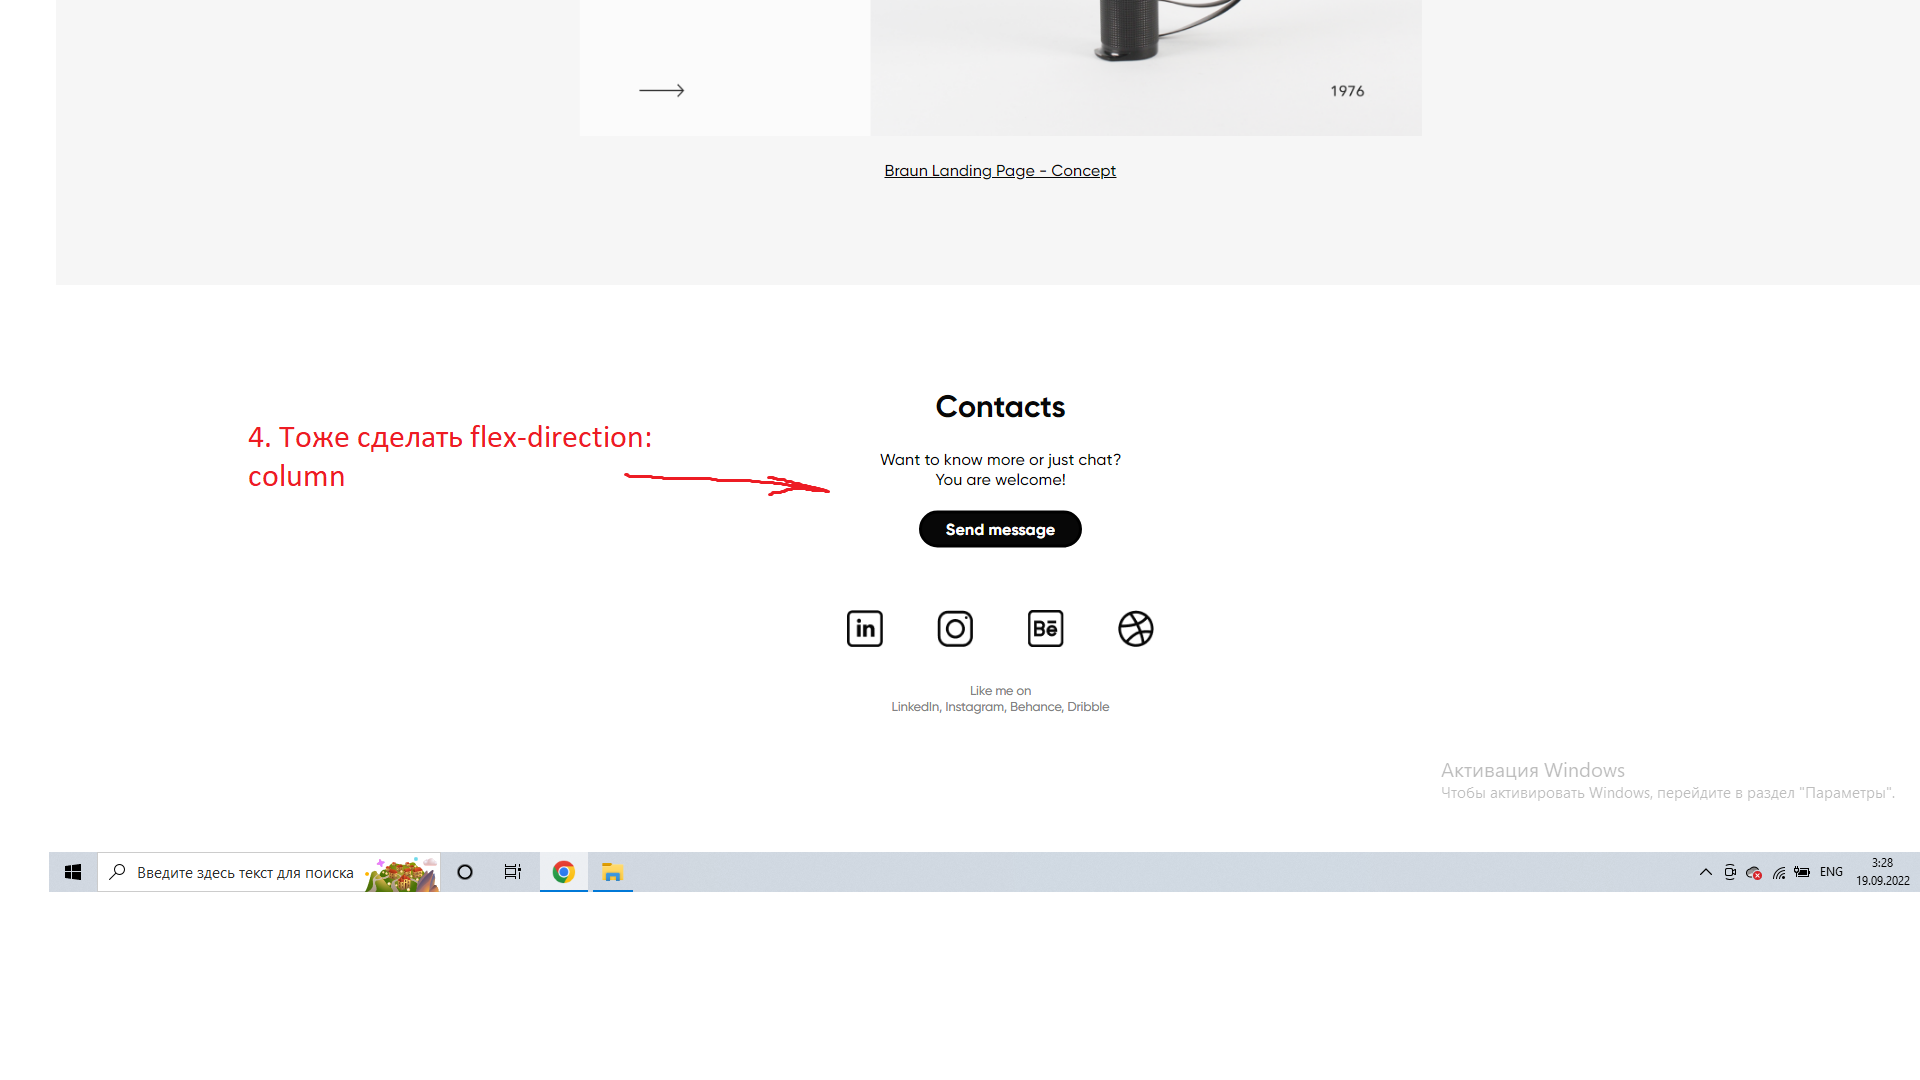 1976
Braun Landing Page - Concept
Contacts
4. Тоже сделать flex-direction:
column
Want to know more or just chat?
You are welcome!
Send message
in
Bē
Like me on
LinkedIn, Instagram, Behance, Dribble
Активация Windows
Чтобы активировать Windows, перейдите в раздел "Параметры".
Введите здесь текст для поиска
ENG
3:28
19.09.2022